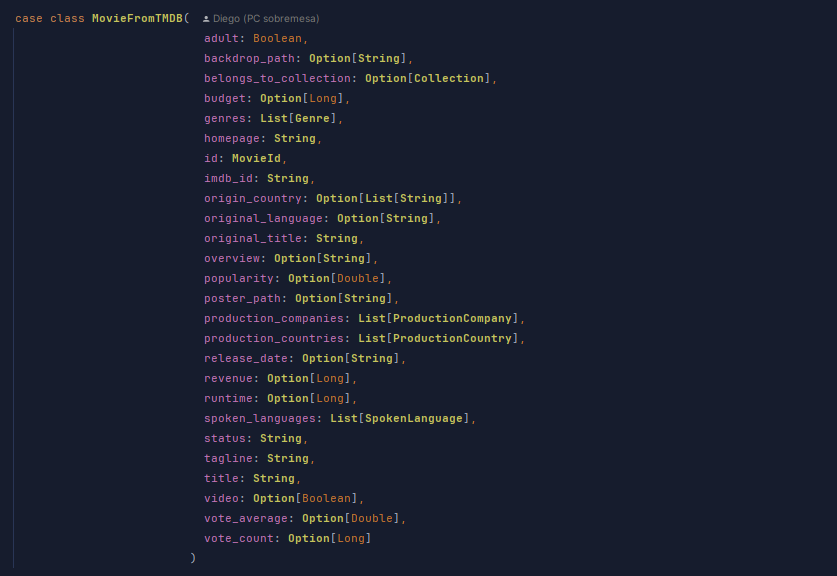 case class MovieFromTMDB( Diego (PC sobremesa)
adult: Boolean,
backdrop_path: Option[String],
belongs_to_collection: Option[Collection],
budget: Option[Long],
genres: List[Genre],
homepage: String,
id: MovieId,
imdb_id: String,
origin_country: Option[List[String]],
original_language: Option[String],
original_title: String,
overview: Option[String],
popularity: Option[Double],
poster_path: Option[String],
production_companies: List[ProductionCompany],
production_countries: List[ProductionCountry],
release_date: Option[String],
revenue: Option[Long],
runtime: Option[Long],
spoken_languages: List[SpokenLanguage],
status: String,
tagline: String,
title: String,
video: Option[Boolean],
vote_average: Option[Double],
vote_count: Option[Long]
)